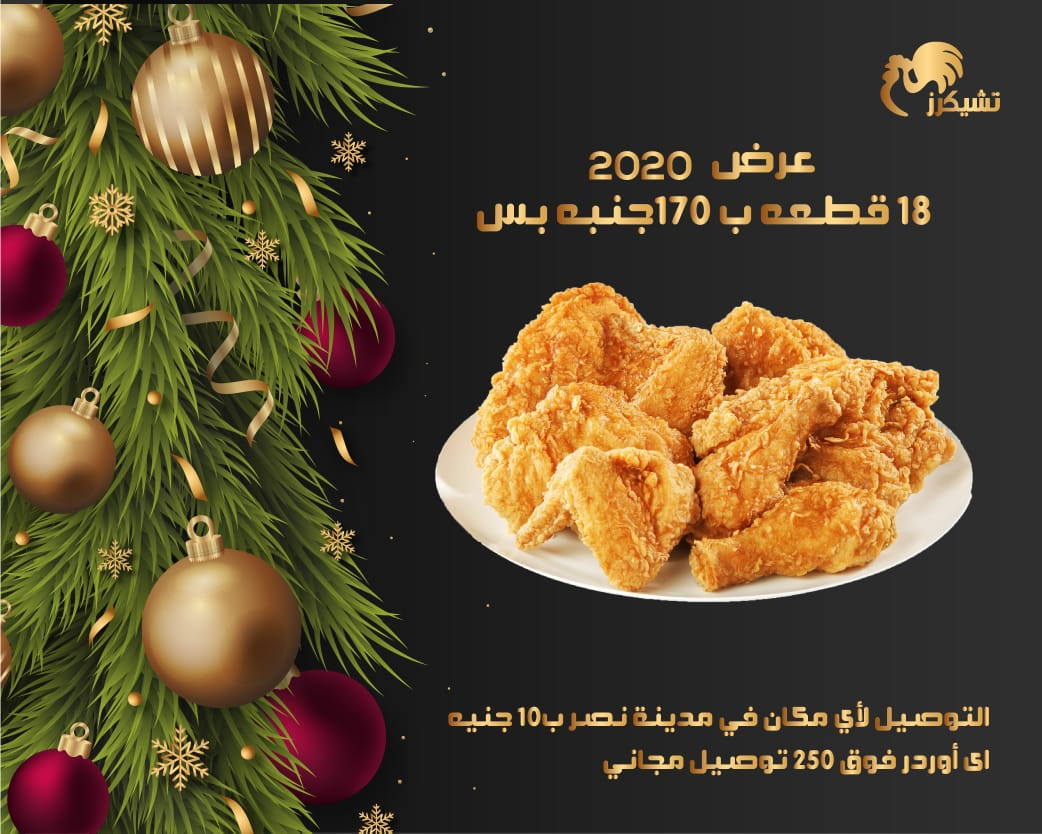 تشيكرز
عرض 2020
18 قطعه ب 170جنيه بس
التوصيل لأي مكان في مدينة نصر ب10 جنيه
اى أوردر فوق 250 توصيل مجاني